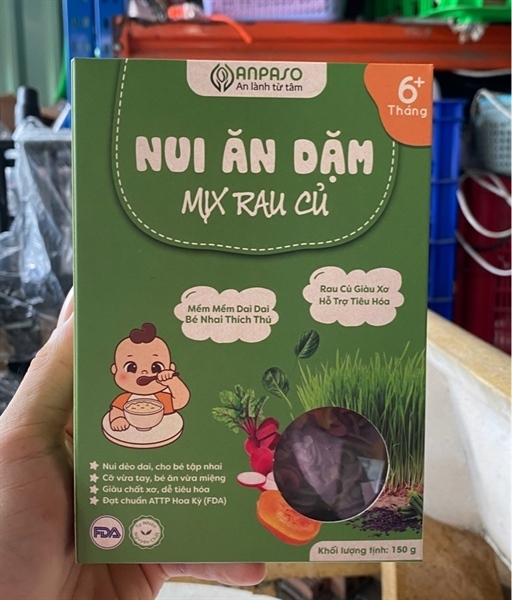 ANPASO
An lành từ tâm
6+
Tháng
NUI ĂN DẶM
MIX RAU CỦ
Mềm Mềm Dai Dai
Bé Nhai Thích Thú
Rau Củ Giàu Xơ
Hỗ Trợ Tiêu Hóa
Nui dẻo dai, cho bé tập nhai
Cỡ vừa tay, bé ăn vừa miệng
Giàu chất xơ, dễ tiêu hóa
Đạt chuẩn ATTP Hoa Kỳ (FDA)
FDA
Khối lượng tịnh: 150 g